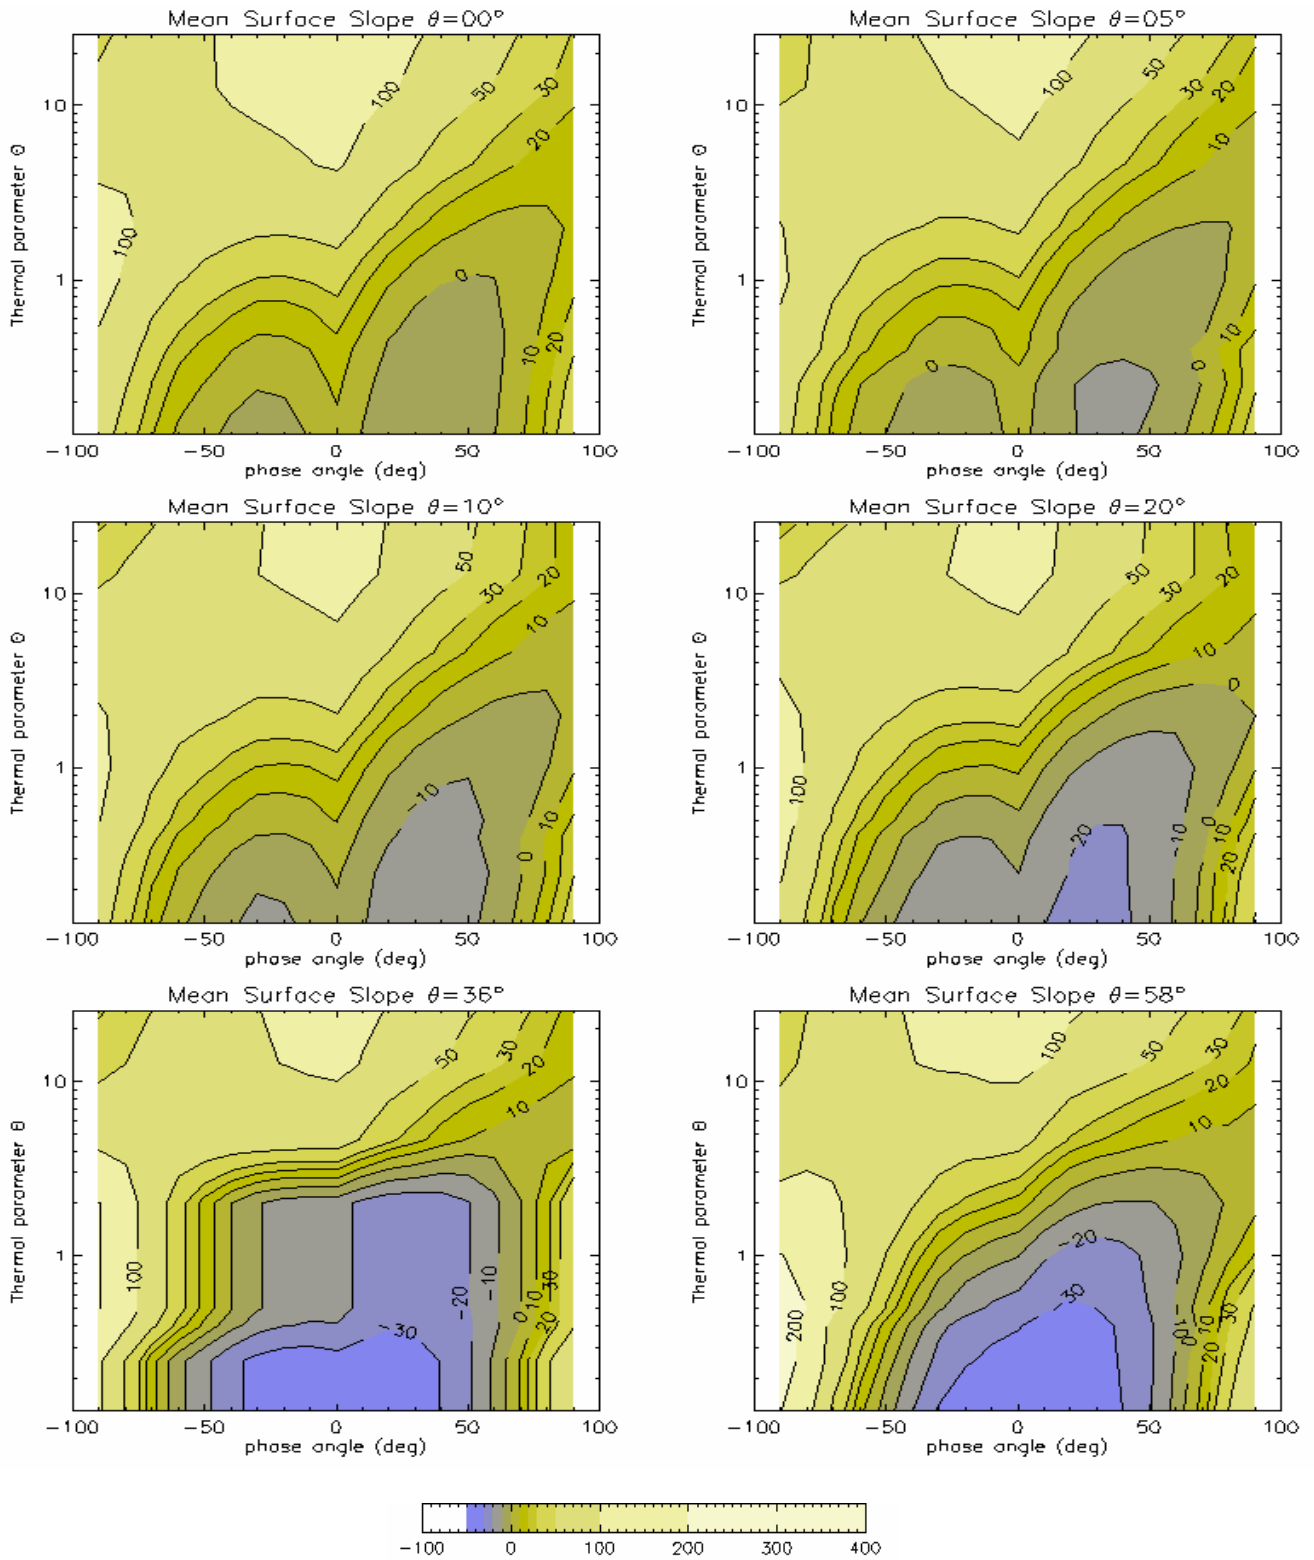 Mean Surface Slope θ=00°
Thermal parameter Θ
10
1
100
50
30
20
100
0
10
20
-100 -50 0 50 100
phase angle (deg)
Mean Surface Slope θ=05°
Thermal parameter Θ
10
1
100
50
30
20
10
0
10
0
-100 -50 0 50 100
phase angle (deg)
Mean Surface Slope θ=10°
Thermal parameter Θ
10
1
50
30
20
10
-10
10
0
-100 -50 0 50 100
phase angle (deg)
Mean Surface Slope θ=20°
Thermal parameter Θ
10
1
50
30
20
10
0
100
-20
-10
0
10
20
-100 -50 0 50 100
phase angle (deg)
Mean Surface Slope θ=36°
Thermal parameter Θ
10
1
50
30
20
10
100
-30
-20
-10
0
10
20
30
-100 -50 0 50 100
phase angle (deg)
Mean Surface Slope θ=58°
Thermal parameter Θ
10
1
100
50
30
20
10
-20
-30
100
200
-10
0
10
20
30
-100 -50 0 50 100
phase angle (deg)
-100 0 100 200 300 400